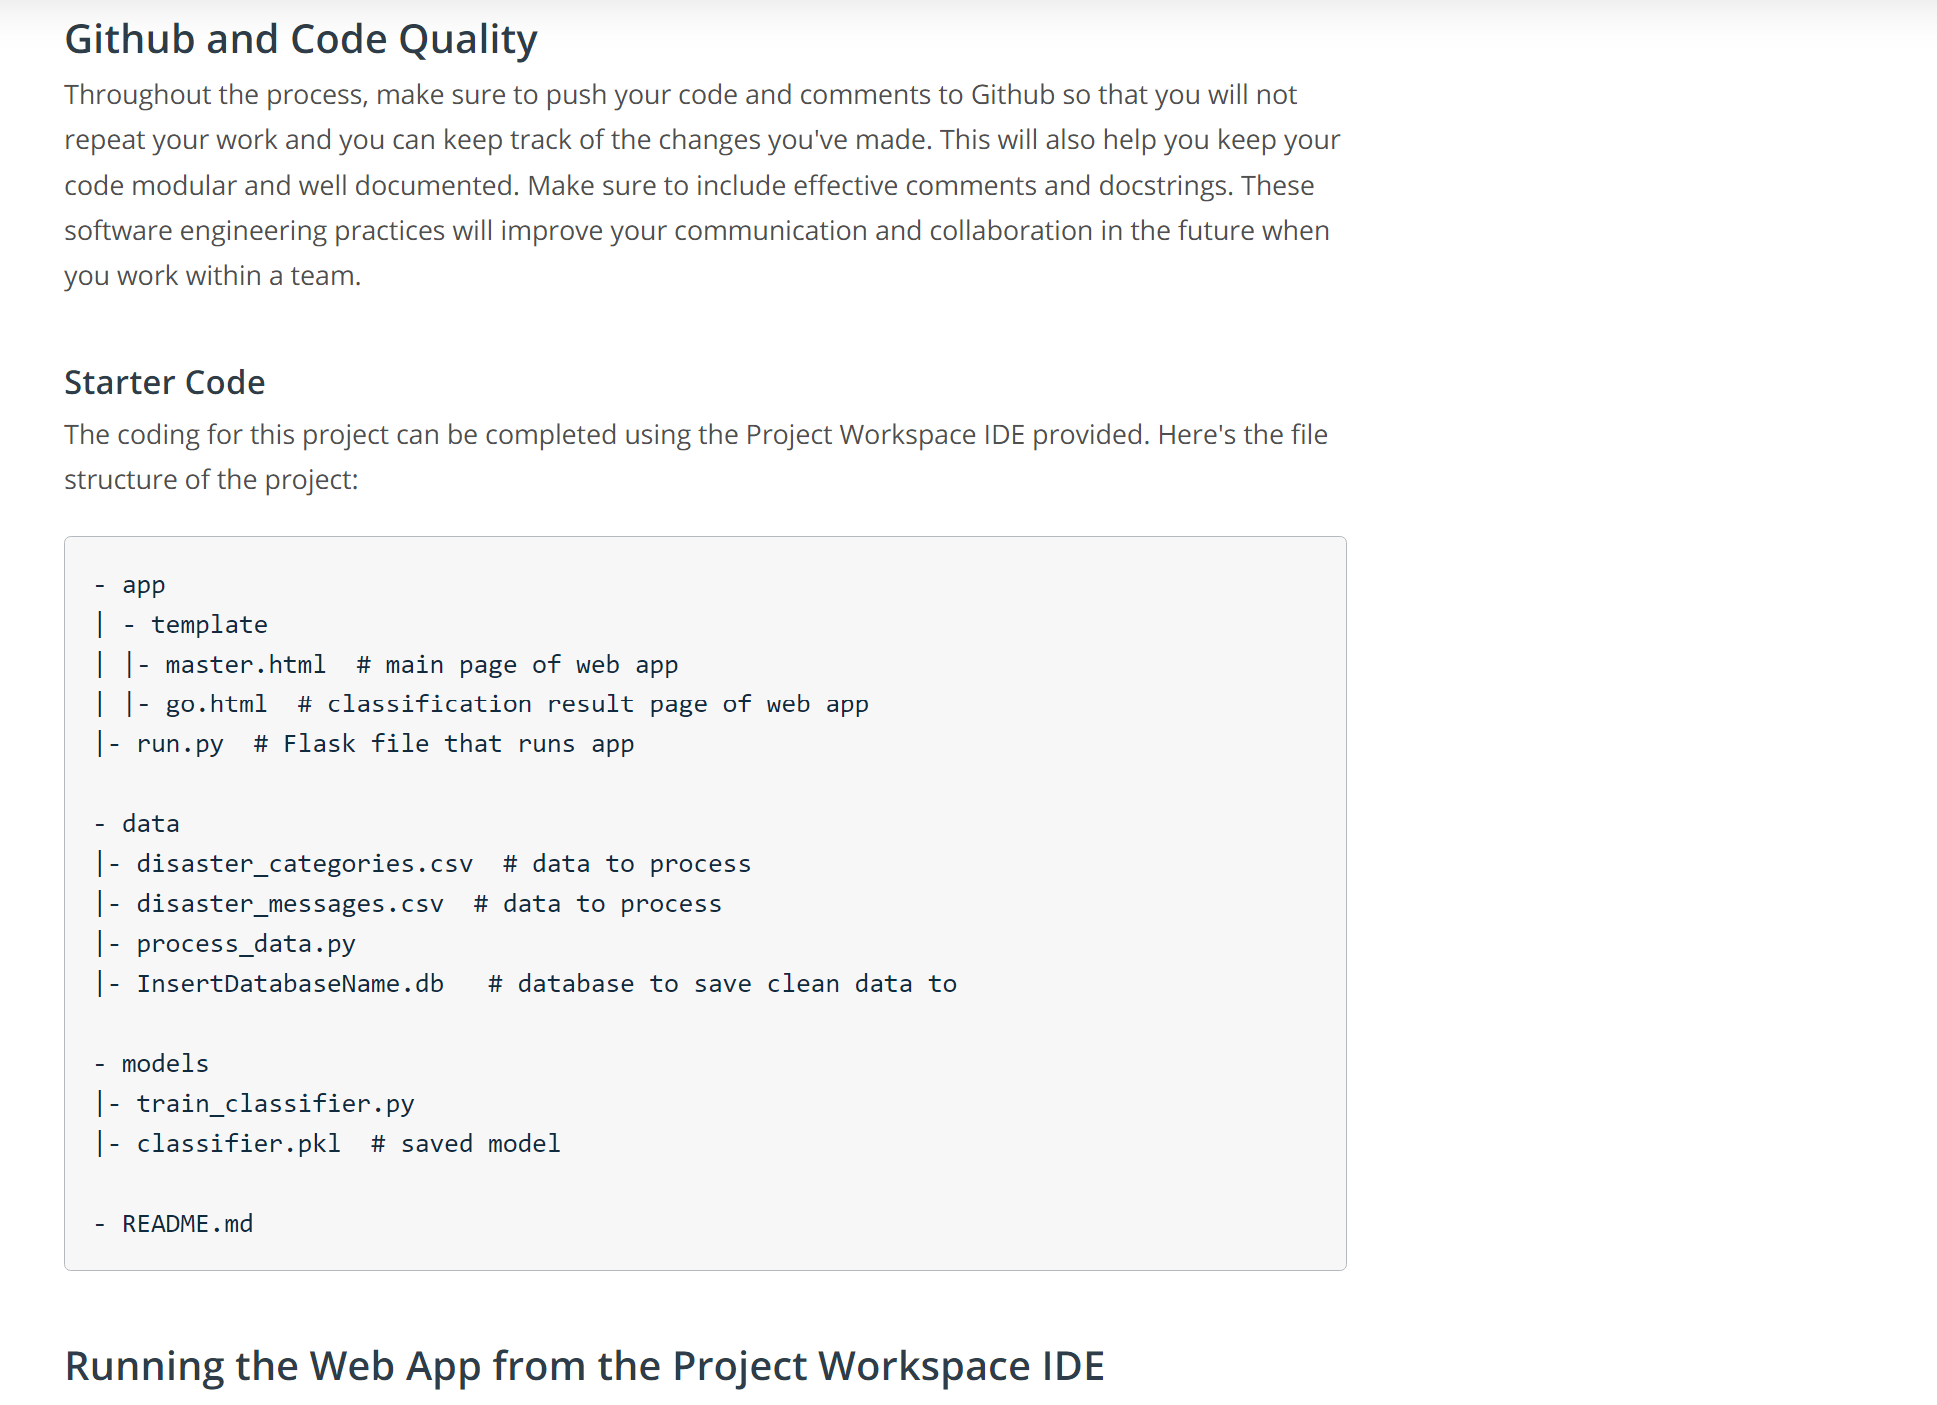 Github and Code Quality
Throughout the process, make sure to push your code and comments to Github so that you will not
repeat your work and you can keep track of the changes you've made. This will also help you keep your
code modular and well documented. Make sure to include effective comments and docstrings. These
software engineering practices will improve your communication and collaboration in the future when
you work within a team.
Starter Code
The coding for this project can be completed using the Project Workspace IDE provided. Here's the file
structure of the project:
- app
| - template
| |- master.html  # main page of web app
| |- go.html  # classification result page of web app
|- run.py  # Flask file that runs app
- data
|- disaster_categories.csv  # data to process
|- disaster_messages.csv  # data to process
|- process_data.py
|- InsertDatabaseName.db   # database to save clean data to
- models
|- train_classifier.py
|- classifier.pkl  # saved model
- README.md
Running the Web App from the Project Workspace IDE